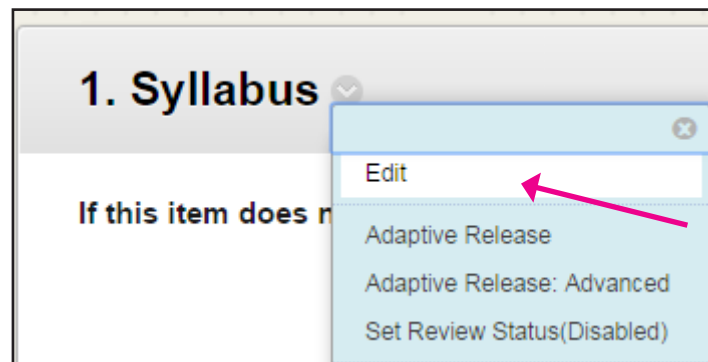 1. Syllabus
Edit
If this item does
Adaptive Release
Adaptive Release: Advanced
Set Review Status(Disabled)